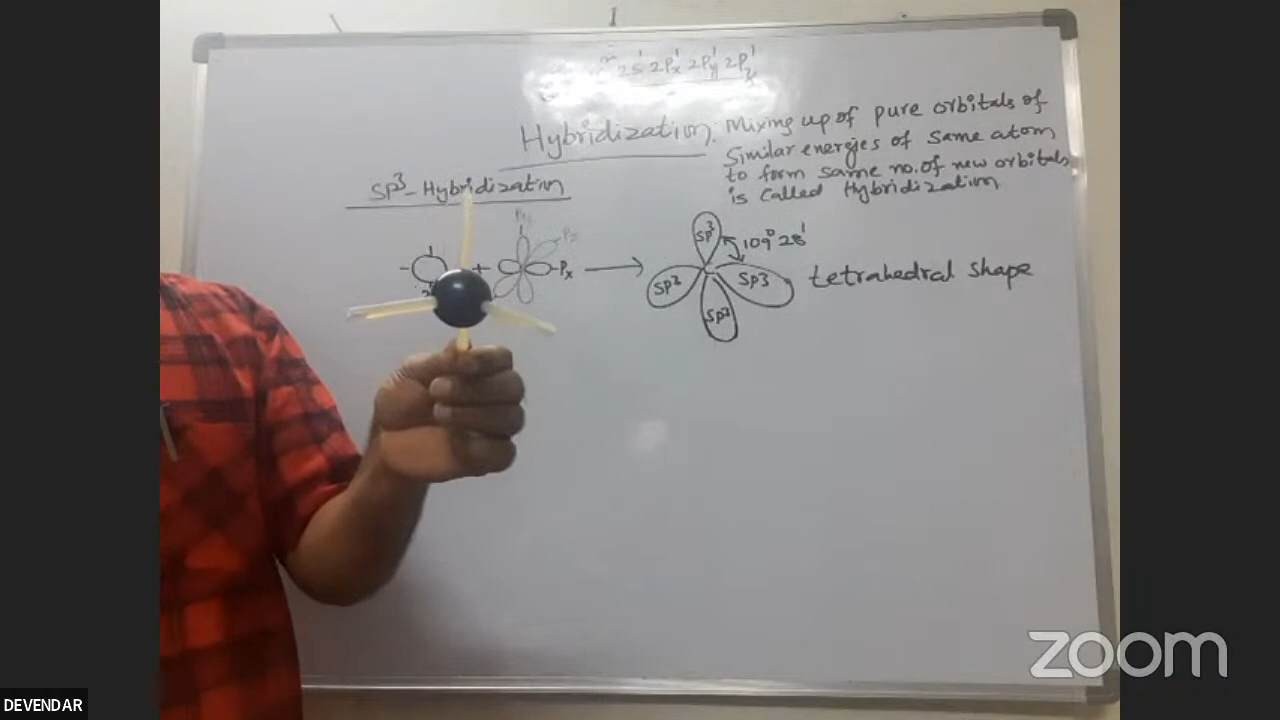 2S¹ 2Px¹ 2Py¹ 2Pz¹
Hybridization: Mixing up of pure orbitals of
Similar energies of Same atom
to form same no. of new orbitals
is called Hybridization
SP³- Hybridization
Py
Pz
+
Px
SP³
109° 28'
SP³
SP3
SP³
tetrahedral shape
zoom
DEVENDAR